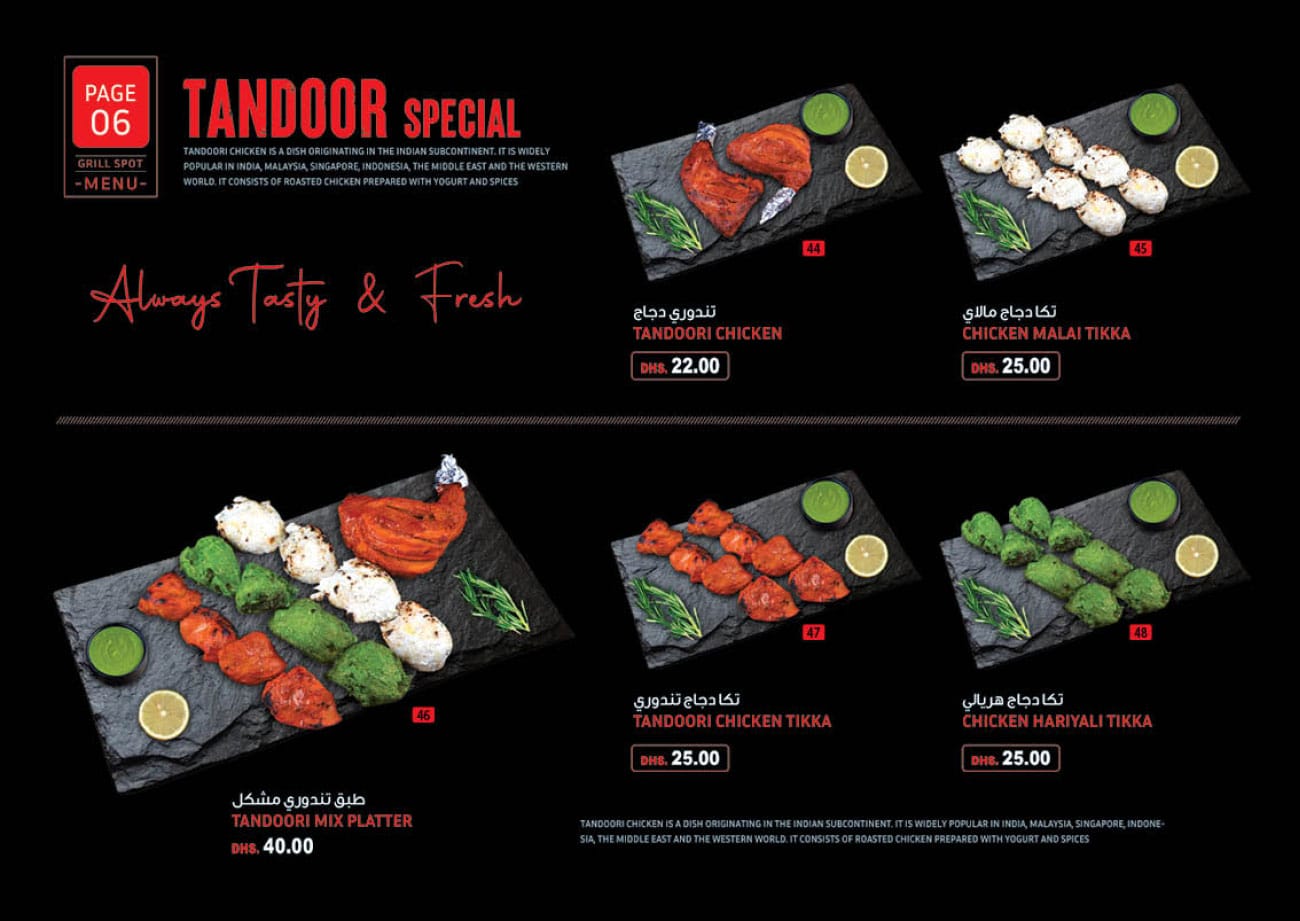 PAGE
06
GRILL SPOT
-MENU-
TANDOOR SPECIAL
TANDOORI CHICKEN IS A DISH ORIGINATING IN THE INDIAN SUBCONTINENT. IT IS WIDELY
POPULAR IN INDIA, MALAYSIA, SINGAPORE, INDONESIA, THE MIDDLE EAST AND THE WESTERN
WORLD. IT CONSISTS OF ROASTED CHICKEN PREPARED WITH YOGURT AND SPICES
Always Tasty & Fresh
44
تندوري دجاج
TANDOORI CHICKEN
DHS. 22.00
45
تكا دجاج مالاي
CHICKEN MALAI TIKKA
DHS. 25.00
46
طبق تندوري مشكل
TANDOORI MIX PLATTER
DHS. 40.00
47
تكا دجاج تندوري
TANDOORI CHICKEN TIKKA
DHS. 25.00
48
تكا دجاج هريالي
CHICKEN HARIYALI TIKKA
DHS. 25.00
TANDOORI CHICKEN IS A DISH ORIGINATING IN THE INDIAN SUBCONTINENT. IT IS WIDELY POPULAR IN INDIA, MALAYSIA, SINGAPORE, INDONE-
SIA, THE MIDDLE EAST AND THE WESTERN WORLD. IT CONSISTS OF ROASTED CHICKEN PREPARED WITH YOGURT AND SPICES